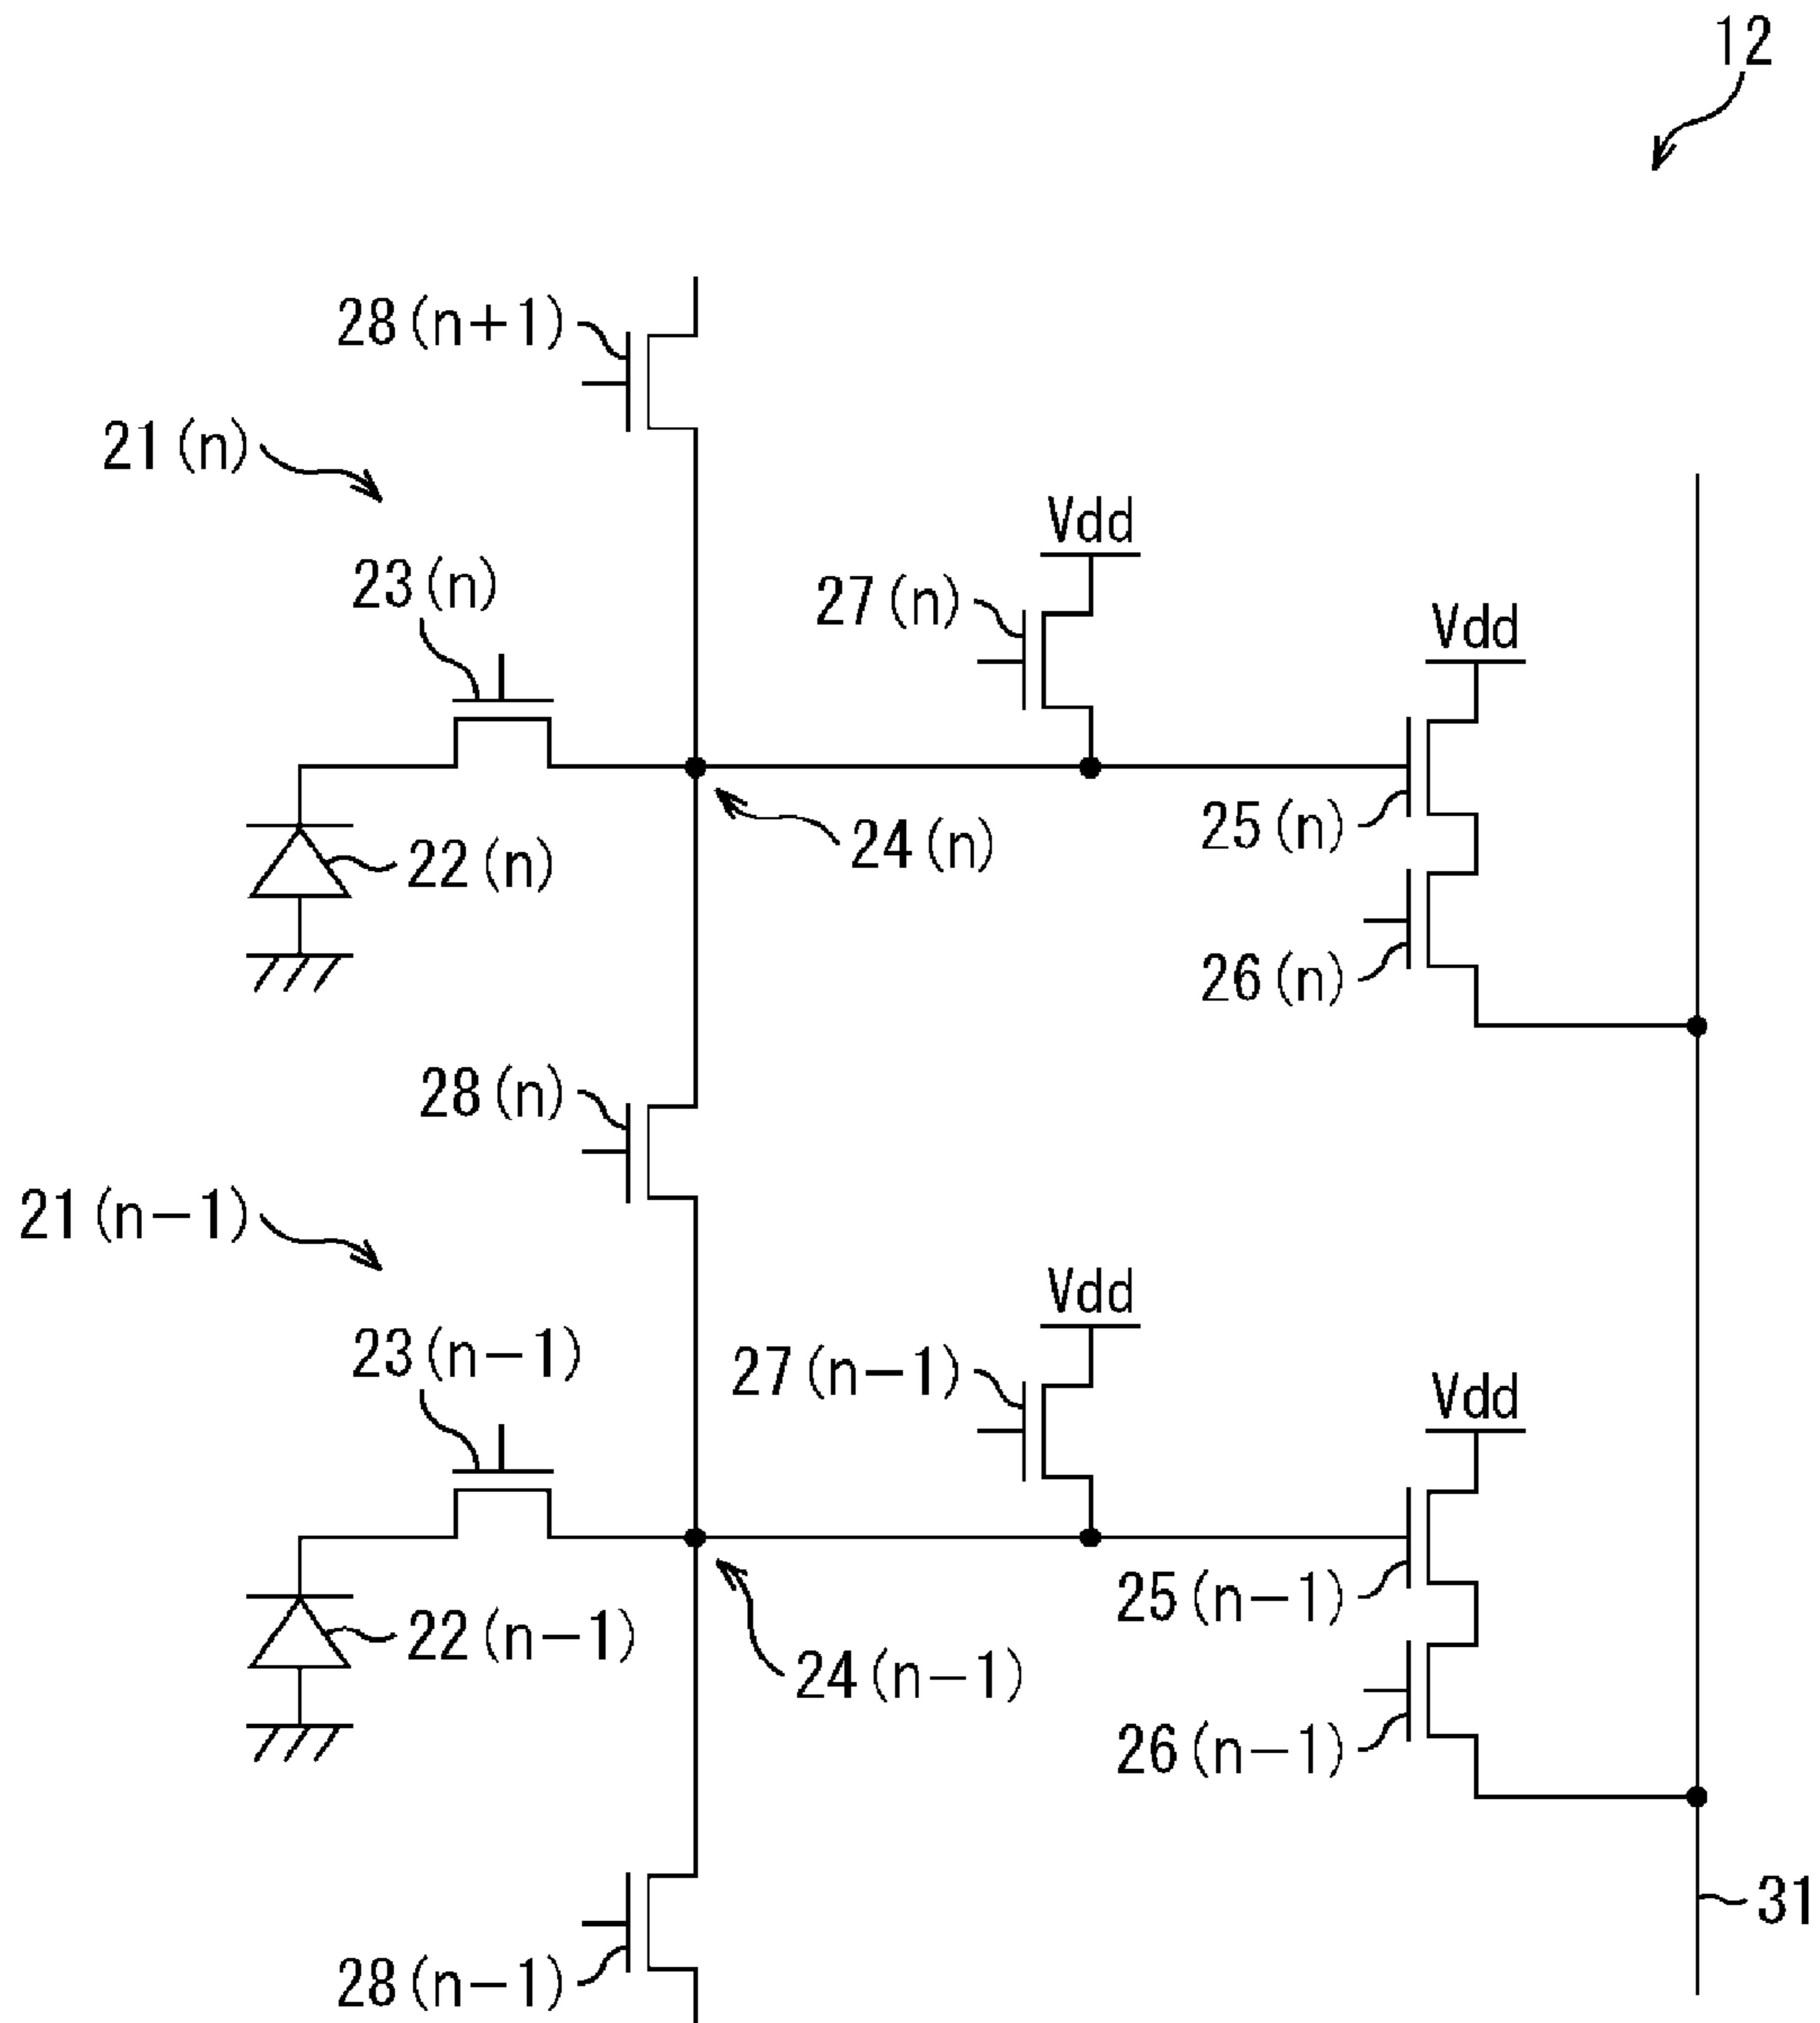 12
28(n+1)
21(n)
Vdd
23(n)
27(n)
Vdd
25(n)
24(n)
22(n)
26(n)
28(n)
21(n-1)
Vdd
23(n-1)
27(n-1)
Vdd
25(n-1)
22(n-1)
24(n-1)
26(n-1)
31
28(n-1)